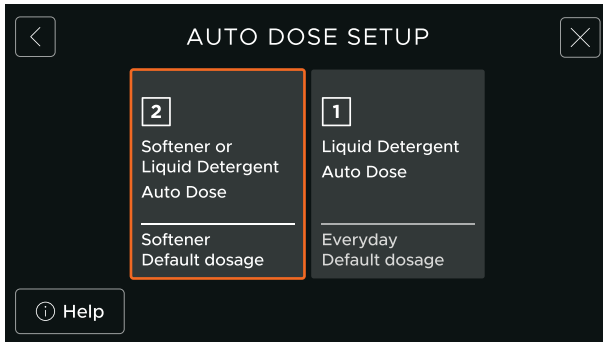 AUTO DOSE SETUP
2
Softener or
Liquid Detergent
Auto Dose
Softener
Default dosage
1
Liquid Detergent
Auto Dose
Everyday
Default dosage
Help